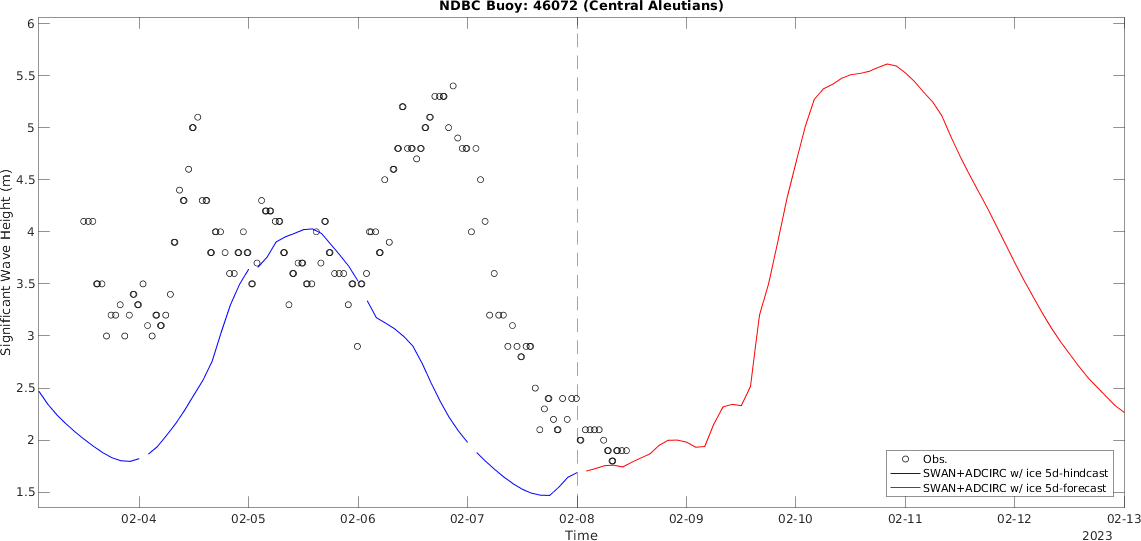 NDBC Buoy: 46072 (Central Aleutians)
Significant Wave Height (m)
6
5.5
5
4.5
4
3.5
3
2.5
2
1.5
Obs.
SWAN+ADCIRC w/ ice 5d-hindcast
SWAN+ADCIRC w/ ice 5d-forecast
02-04 02-05 02-06 02-07 02-08 02-09 02-10 02-11 02-12 02-13
Time
2023